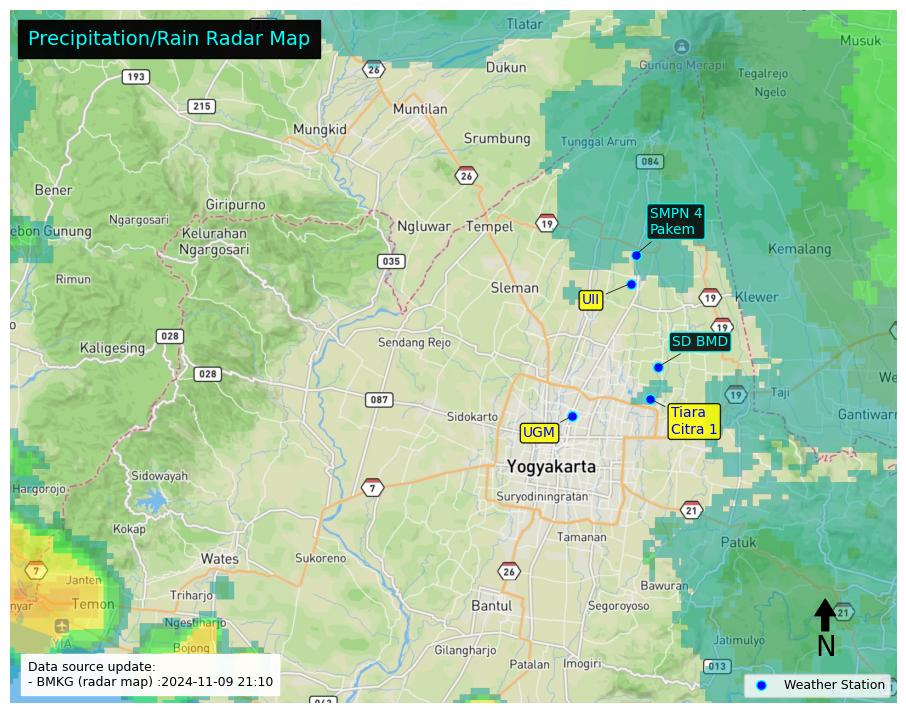 Precipitation/Rain Radar Map
Tlatar
Musuk
Gunung Merapi
Dukun
26
193
Tegalrejo
Ngelo
215
Muntilan
Mungkid
Srumbung
Tunggal Arum
084
26
Bener
Giripurno
Ngargosari
SMPN 4
Pakem
19
Ngluwar
Tempel
ebon Gunung
Kelurahan
Ngargosari
Kemalang
035
Rimun
Sleman
UII
19
Klewer
19
028
Kaligesing
Sendang Rejo
SD BMD
028
We
087
19
Taji
Sidokarto
Tiara
Citra 1
Gantiwar
UGM
Yogyakarta
Sidowayah
Hargorojo
7
Suryodiningratan
21
Kokap
Tamanan
Patuk
Wates
Sukoreno
7
Janten
26
Bawuran
Temon
nyar
Triharjo
Bantul
Segoroyoso
21
Ngestiharjo
YIA
Bojong
Gilangharjo
Jatimulyo
N
Patalan
Imogiri
013
Data source update:
- BMKG (radar map) :2024-11-09 21:10
Weather Station